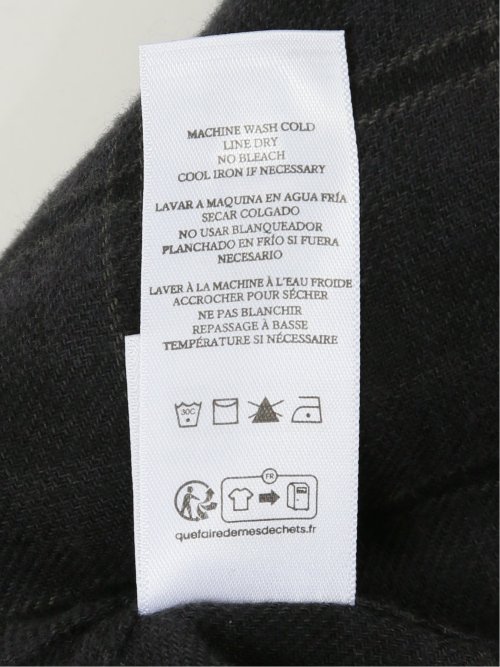 MACHINE WASH COLD
LINE DRY
NO BLEACH
COOL IRON IF NECESSARY
LAVAR A MAQUINA EN AGUA FRÍA
SECAR COLGADO
NO USAR BLANQUEADOR
PLANCHADO EN FRÍO SI FUERA
NECESARIO
LAVER À LA MACHINE À L'EAU FROIDE
ACCROCHER POUR SÉCHER
NE PAS BLANCHIR
REPASSAGE À BASSE
TEMPÉRATURE SI NÉCESSAIRE
30C
FR
quefairedemesdechets.fr